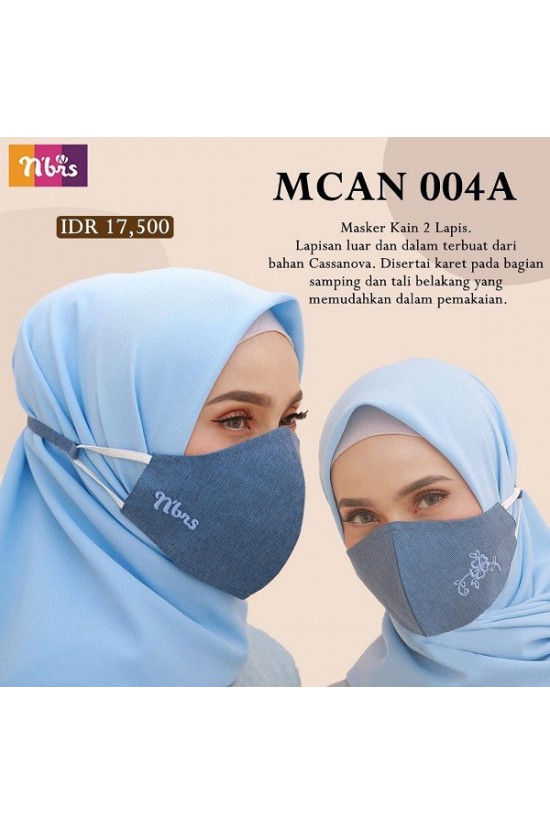 N'brs
MCAN 004A
IDR 17,500
Masker Kain 2 Lapis.
Lapisan luar dan dalam terbuat dari
bahan Cassanova. Disertai karet pada bagian
samping dan tali belakang yang
memudahkan dalam pemakaian.
N'brs